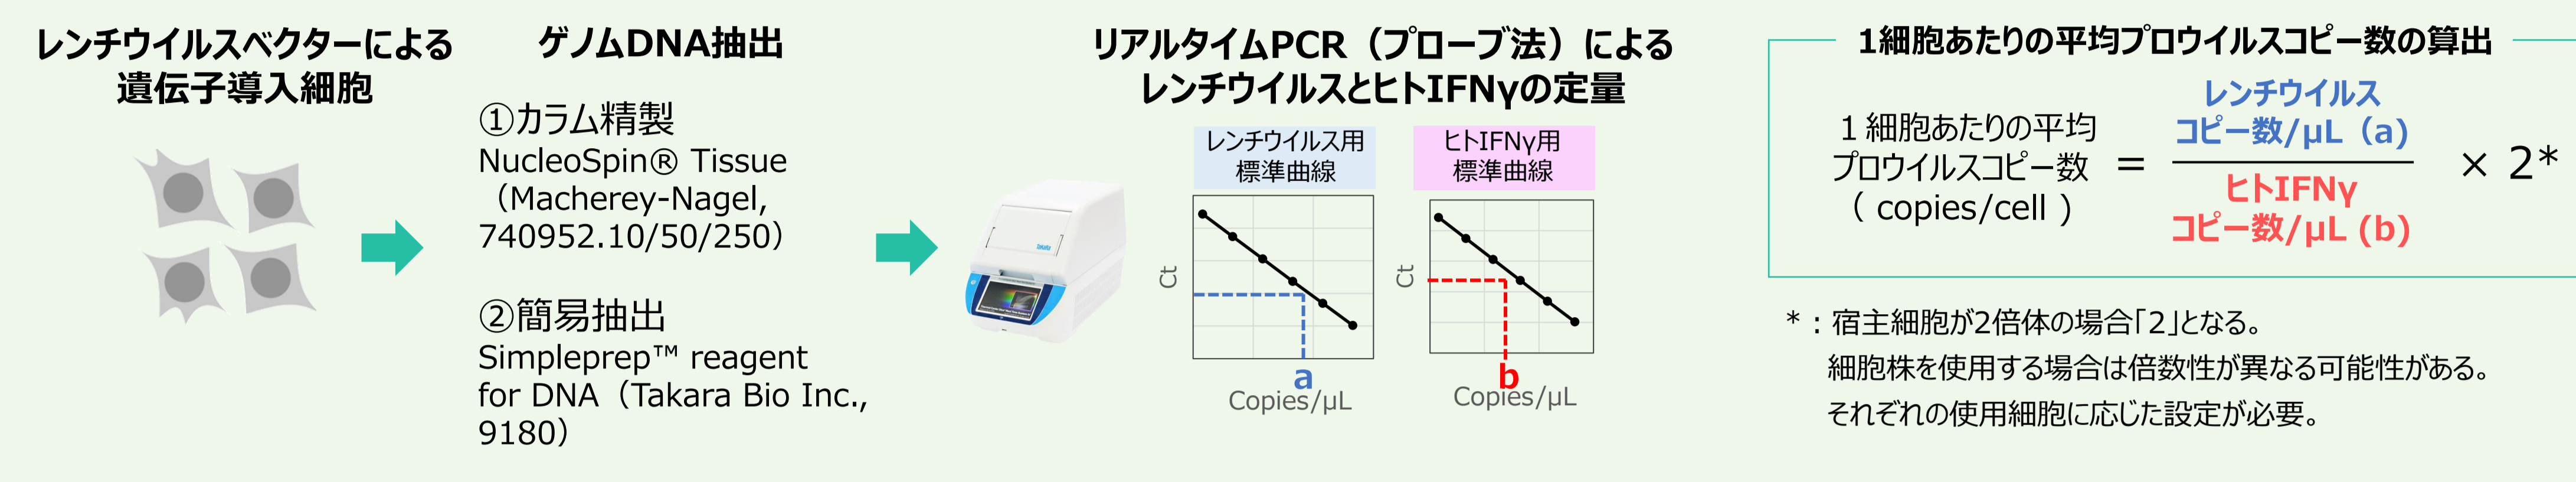 レンチウイルスベクターによる
遺伝子導入細胞
ゲノムDNA抽出
①カラム精製
NucleoSpin® Tissue
（Macherey-Nagel,
740952.10/50/250）
②簡易抽出
Simpleprep™ reagent
for DNA（Takara Bio Inc.,
9180）
リアルタイムPCR（プローブ法）による
レンチウイルスとヒトIFNγの定量
TaKaRa
レンチウイルス用
標準曲線
Ct
a
Copies/μL
ヒトIFNγ用
標準曲線
Ct
b
Copies/μL
1細胞あたりの平均プロウイルスコピー数の算出
１細胞あたりの平均
プロウイルスコピー数
（ copies/cell ）
=
レンチウイルス
コピー数/μL（a)
ヒトIFNγ
コピー数/μL (b)
× 2*
*：宿主細胞が2倍体の場合｢2｣となる。
細胞株を使用する場合は倍数性が異なる可能性がある。
それぞれの使用細胞に応じた設定が必要。